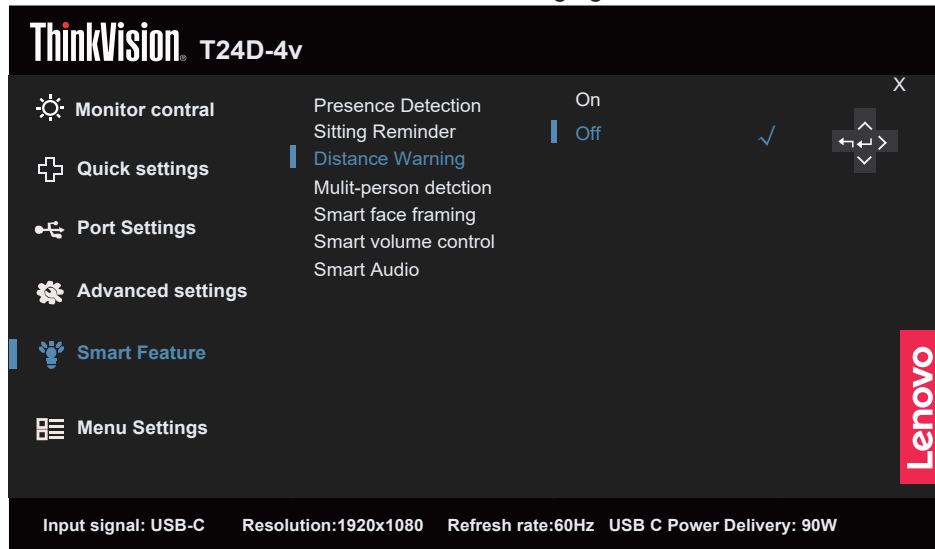 ThinkVision® T24D-4v
X
Monitor contral
Quick settings
Port Settings
Advanced settings
Smart Feature
Menu Settings
Presence Detection
Sitting Reminder
Distance Warning
Mulit-person detction
Smart face framing
Smart volume control
Smart Audio
On
Off √
Lenovo
Input signal: USB-C Resolution:1920x1080 Refresh rate:60Hz USB C Power Delivery: 90W